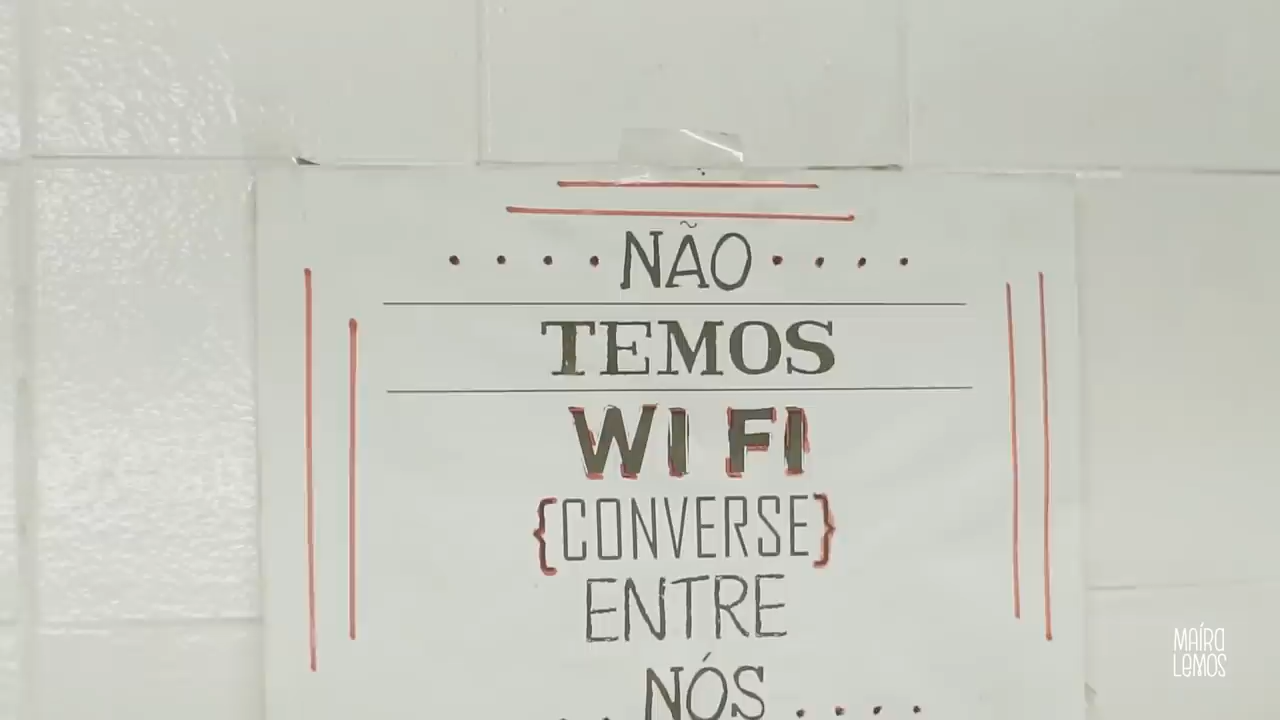 NÃO
TEMOS
WI FI
{CONVERSE}
ENTRE
NÓS
MAÍRA
LEMOS